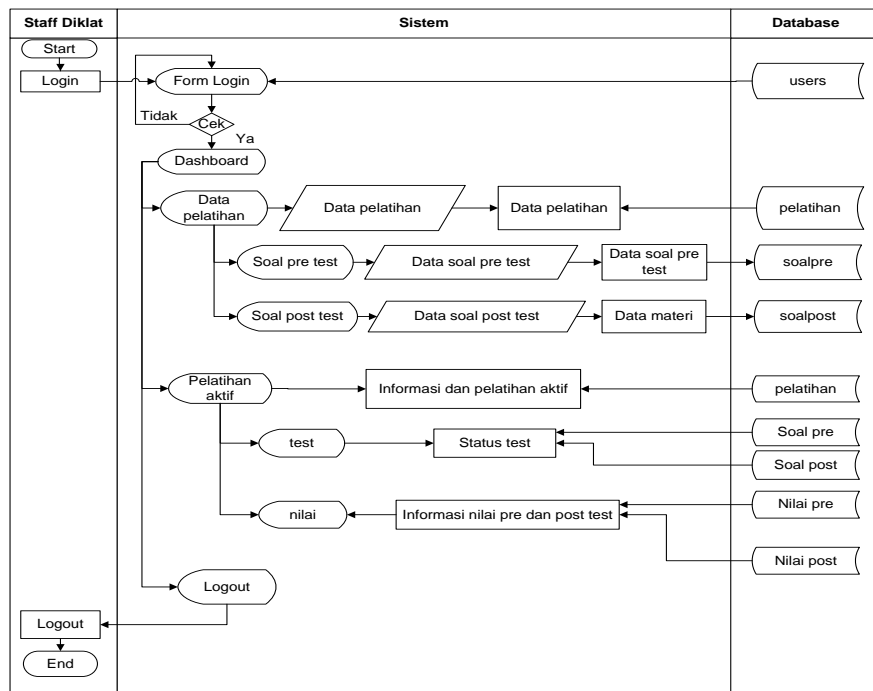 Staff Diklat
Sistem
Database
Start
Login
Form Login
users
Tidak
Cek
Ya
Dashboard
Data
pelatihan
Data pelatihan
Data pelatihan
pelatihan
Soal pre test
Data soal pre test
Data soal pre
test
soalpre
Soal post test
Data soal post test
Data materi
soalpost
Pelatihan
aktif
Informasi dan pelatihan aktif
pelatihan
test
Status test
Soal pre
Soal post
nilai
Informasi nilai pre dan post test
Nilai pre
Nilai post
Logout
Logout
End